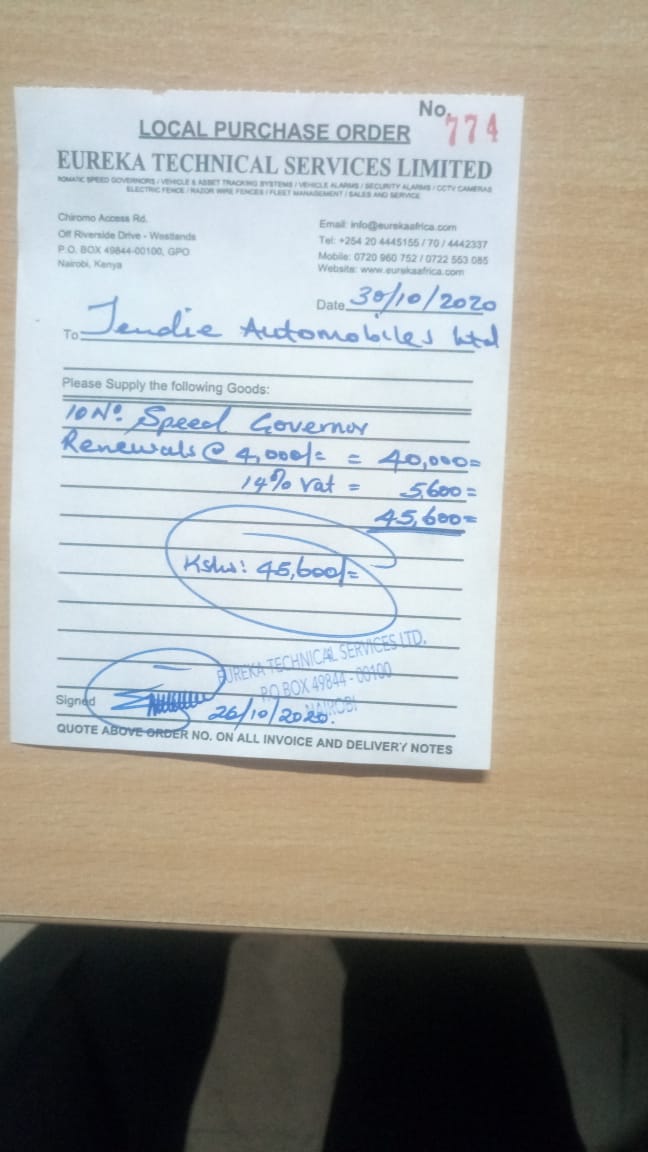 No. 774
LOCAL PURCHASE ORDER
EUREKA TECHNICAL SERVICES LIMITED
ROMATIC SPEED GOVERNORS / VEHICLE & ASSET TRACKING SYSTEMS / VEHICLE ALARMS / SECURITY ALARMS / CCTV CAMERAS
ELECTRIC FENCE / RAZOR WIRE FENCES / FLEET MANAGEMENT / SALES AND SERVICE
Chiromo Access Rd.
Off Riverside Drive - Westlands
P.O. BOX 49844-00100, GPO
Nairobi, Kenya
Email: info@eurekaafrica.com
Tel: +254 20 4445155 / 70 / 4442337
Mobile: 0720 960 752 / 0722 553 085
Website: www.eurekaafrica.com
Date 30/10/2020
To Jendie Automobiles Ltd
Please Supply the following Goods:
10 No. Speed Governor
Renewals @ 4,000/= = 40,000=
14% Vat = 5,600=
45,600=
Kshs: 45,600/=
EUREKA TECHNICAL SERVICES LTD.
P.O BOX 49844 - 00100
NAIROBI
Signed 26/10/2020.
QUOTE ABOVE ORDER NO. ON ALL INVOICE AND DELIVERY NOTES